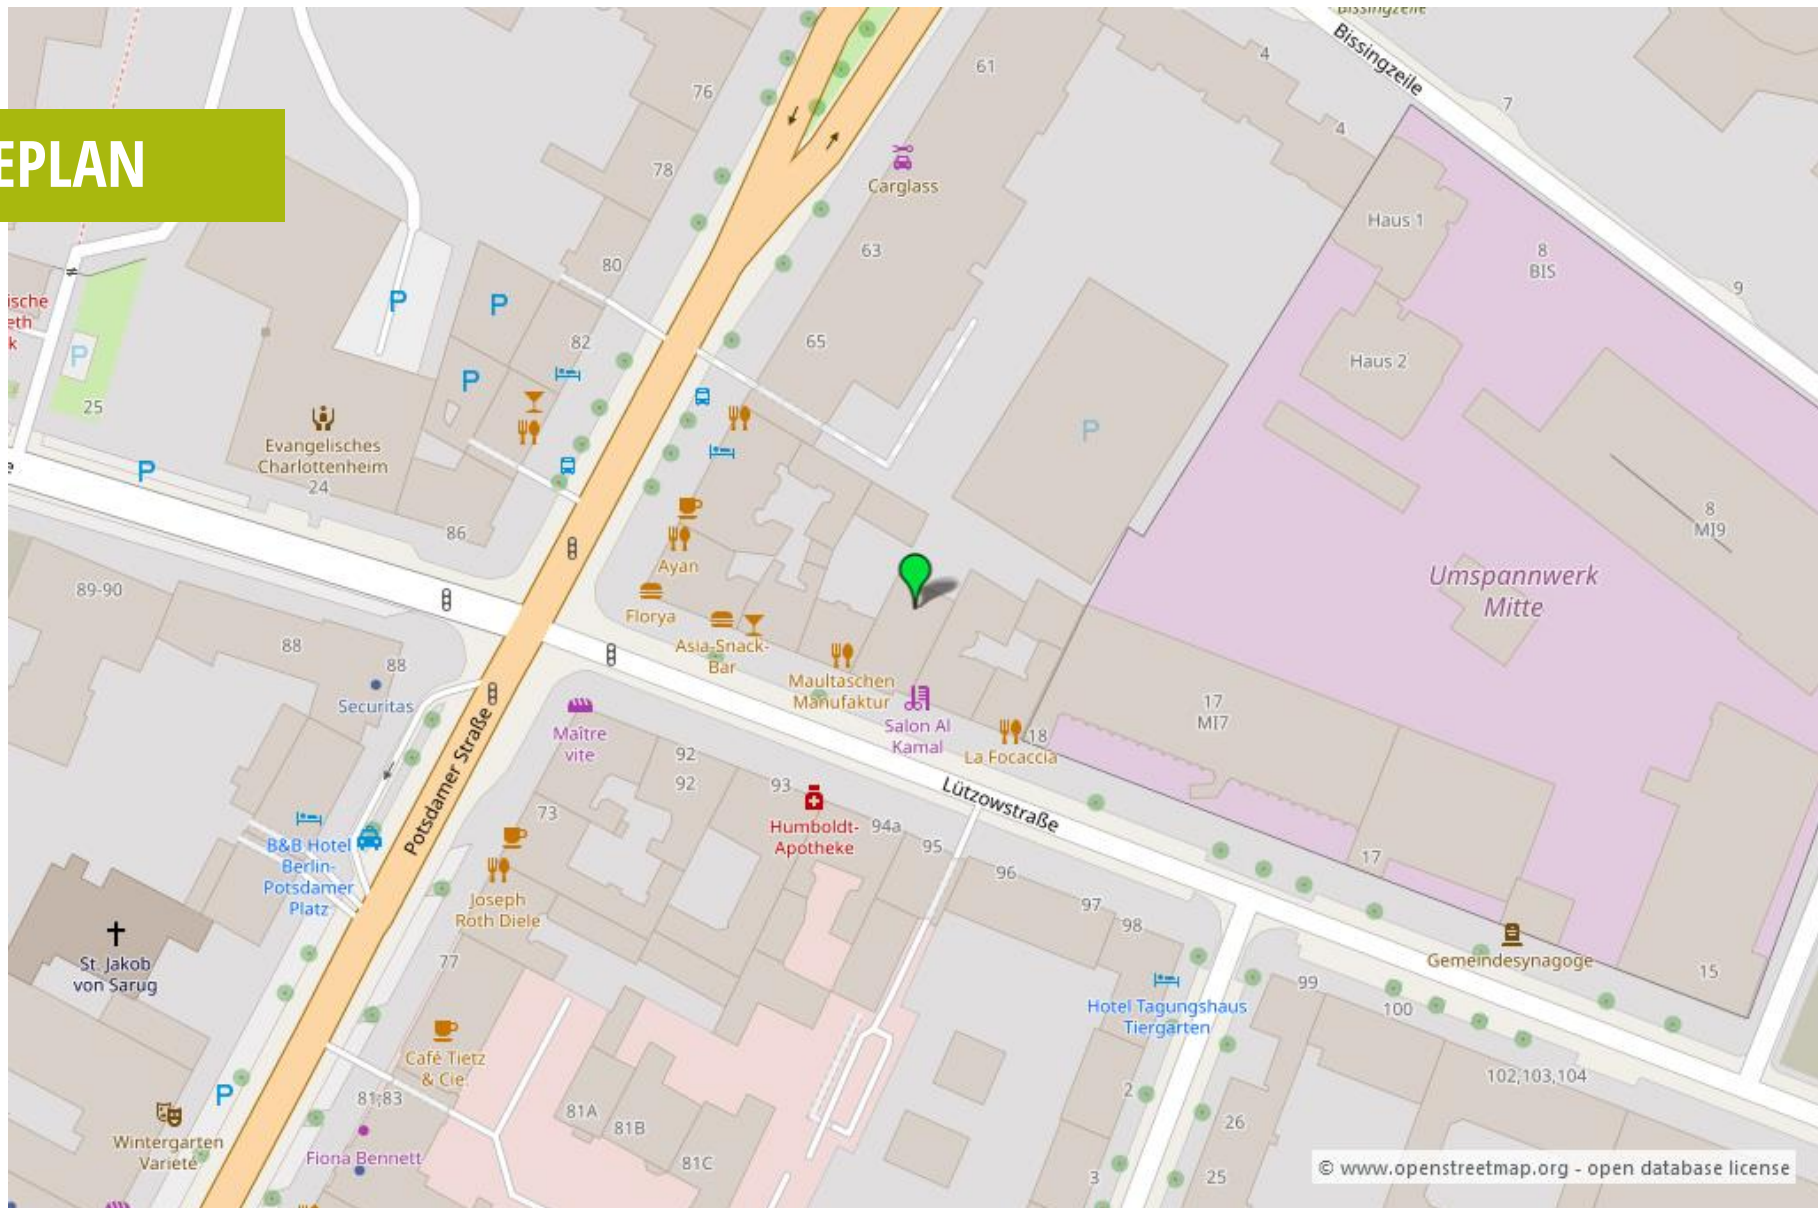 Bissingzeile
Bissingzeile
61
4
76
4
7
EPLAN
78
Carglass
Haus 1
8
BIS
63
80
9
ische
eth
k
P
P
82
65
Haus 2
P
P
25
Evangelisches
Charlottenheim
24
P
P
e
86
8
MI9
Ayan
Umspannwerk
Mitte
89-90
Florya
Asia-Snack-
Bar
88
88
Maultaschen
Manufaktur
Securitas
17
MI7
Salon Al
Kamal
18
La Focaccia
Maître
vite
92
92
93
Potsdamer Straße
Lützowstraße
73
Humboldt-
Apotheke
94a
95
B&B Hotel
Berlin-
Potsdamer
Platz
17
96
Joseph
Roth Diele
97
98
St. Jakob
von Sarug
77
Gemeindesynagoge
15
99
Hotel Tagungshaus
Tiergarten
100
Café Tietz
& Cie.
102,103,104
P
81;83
2
81A
81B
26
Wintergarten
Varieté
Fiona Bennett
81C
3
25
© www.openstreetmap.org - open database license